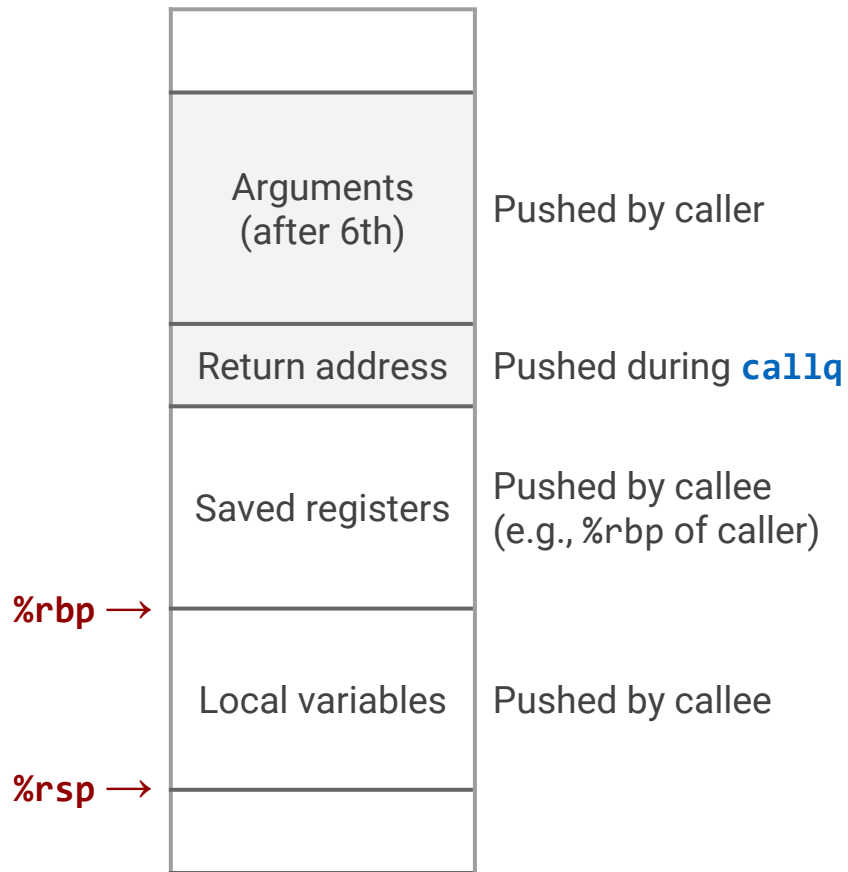 Arguments
(after 6th)
Pushed by caller
Return address
Pushed during callq
Saved registers
Pushed by callee
(e.g., %rbp of caller)
%rbp →
Local variables
Pushed by callee
%rsp →